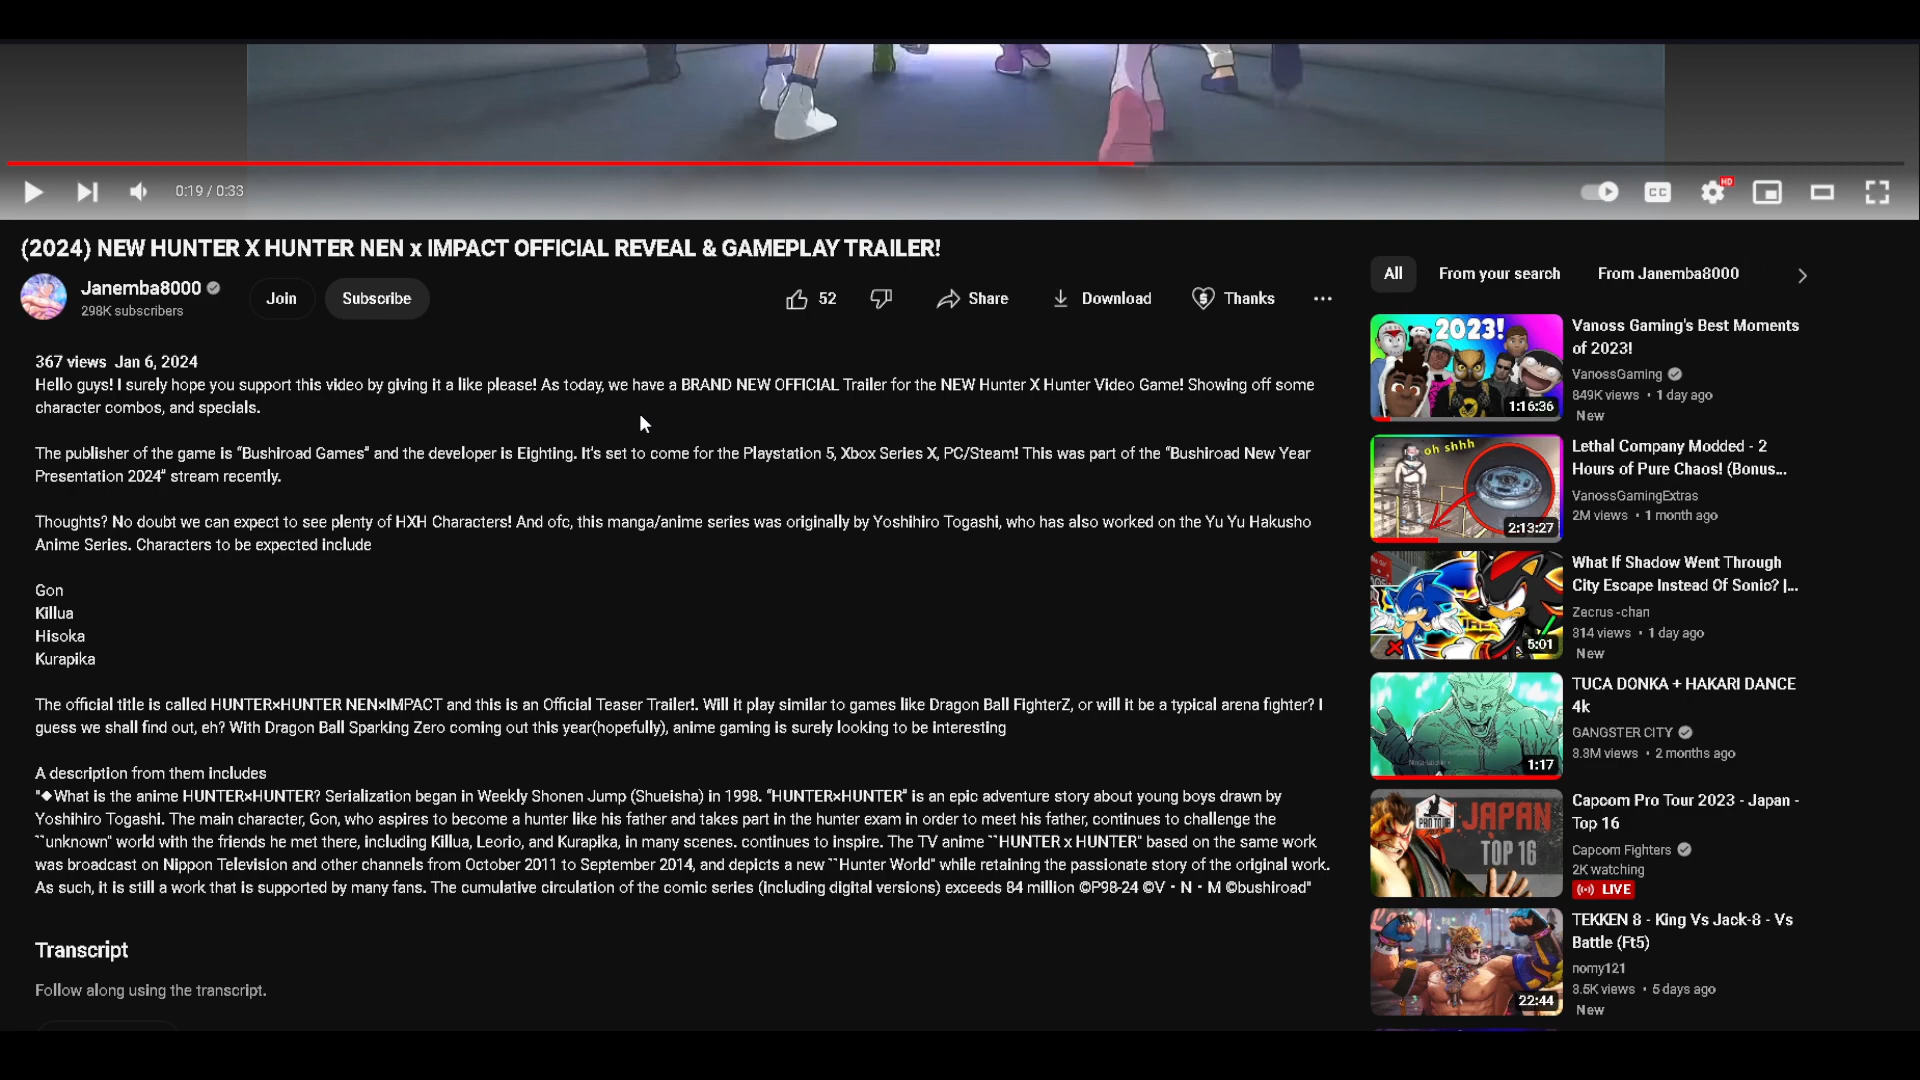 0:19 / 0:33
CC
HD
(2024) NEW HUNTER X HUNTER NEN x IMPACT OFFICIAL REVEAL & GAMEPLAY TRAILER!
Janemba8000
298K subscribers
Join
Subscribe
52
Share
Download
Thanks
367 views Jan 6, 2024
Hello guys! I surely hope you support this video by giving it a like please! As today, we have a BRAND NEW OFFICIAL Trailer for the NEW Hunter X Hunter Video Game! Showing off some
character combos, and specials.
The publisher of the game is “Bushiroad Games” and the developer is Eighting. It’s set to come for the Playstation 5, Xbox Series X, PC/Steam! This was part of the “Bushiroad New Year
Presentation 2024” stream recently.
Thoughts? No doubt we can expect to see plenty of HXH Characters! And ofc, this manga/anime series was originally by Yoshihiro Togashi, who has also worked on the Yu Yu Hakusho
Anime Series. Characters to be expected include
Gon
Killua
Hisoka
Kurapika
The official title is called HUNTER×HUNTER NEN×IMPACT and this is an Official Teaser Trailer!. Will it play similar to games like Dragon Ball FighterZ, or will it be a typical arena fighter? I
guess we shall find out, eh? With Dragon Ball Sparking Zero coming out this year(hopefully), anime gaming is surely looking to be interesting
A description from them includes
"◆What is the anime HUNTER×HUNTER? Serialization began in Weekly Shonen Jump (Shueisha) in 1998. “HUNTER×HUNTER” is an epic adventure story about young boys drawn by
Yoshihiro Togashi. The main character, Gon, who aspires to become a hunter like his father and takes part in the hunter exam in order to meet his father, continues to challenge the
``unknown'' world with the friends he met there, including Killua, Leorio, and Kurapika, in many scenes. continues to inspire. The TV anime ``HUNTER x HUNTER'' based on the same work
was broadcast on Nippon Television and other channels from October 2011 to September 2014, and depicts a new ``Hunter World'' while retaining the passionate story of the original work.
As such, it is still a work that is supported by many fans. The cumulative circulation of the comic series (including digital versions) exceeds 84 million ©P98-24 ©V・N・M ©bushiroad"
Transcript
Follow along using the transcript.
All
From your search
From Janemba8000
2023!
1:16:36
Vanoss Gaming's Best Moments
of 2023!
VanossGaming
849K views • 1 day ago
New
oh shhh
2:13:27
Lethal Company Modded - 2
Hours of Pure Chaos! (Bonus...
VanossGamingExtras
2M views • 1 month ago
5:01
What If Shadow Went Through
City Escape Instead Of Sonic? |...
Zecrus -chan
314 views • 1 day ago
New
1:17
TUCA DONKA + HAKARI DANCE
4k
GANGSTER CITY
3.3M views • 2 months ago
PRO TOUR
JAPAN
TOP 16
Capcom Pro Tour 2023 - Japan -
Top 16
Capcom Fighters
2K watching
LIVE
22:44
TEKKEN 8 - King Vs Jack-8 - Vs
Battle (Ft5)
nomy121
3.5K views • 5 days ago
New